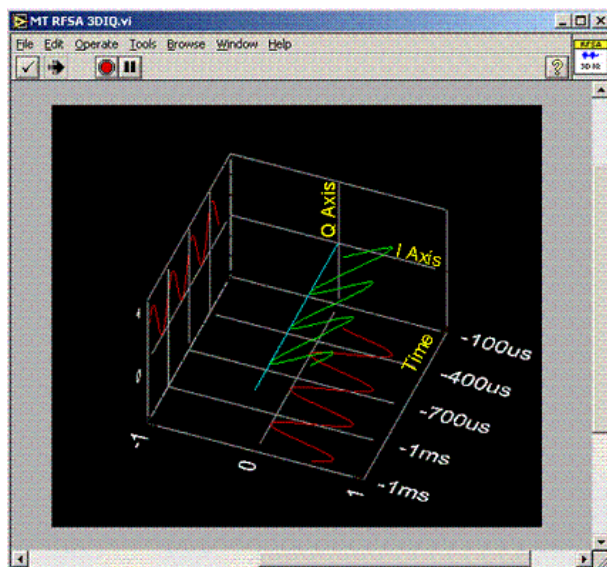 MT RFSA 3DIQ.vi
File Edit Operate Tools Browse Window Help
RFSA
3D IQ
Q Axis
I Axis
Time
-100us
-400us
-700us
-1ms
-1ms
0
-1
0
1